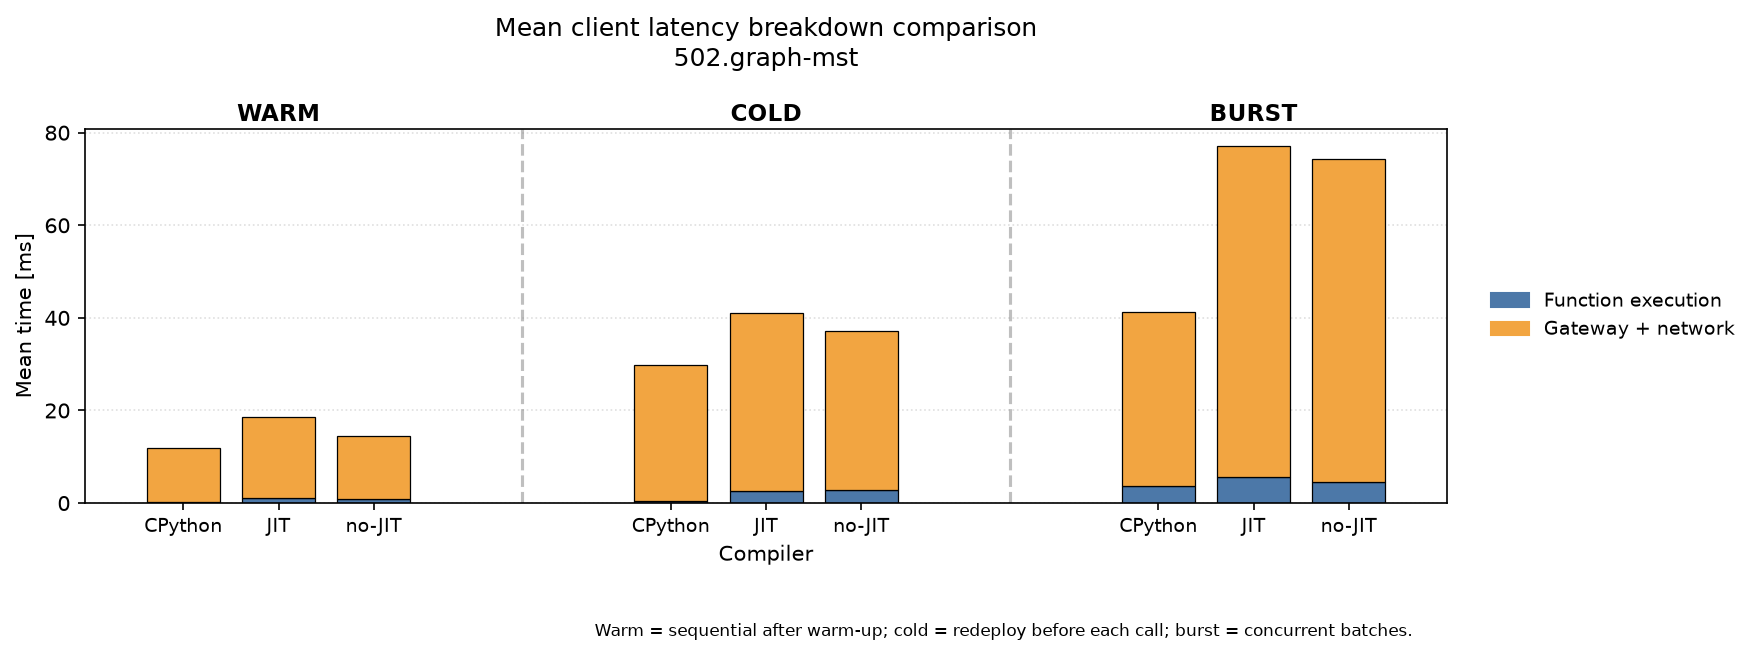 Mean client latency breakdown comparison
502.graph-mst
WARM
COLD
BURST
Mean time [ms]
80
60
40
20
0
CPython
JIT
no-JIT
CPython
JIT
no-JIT
CPython
JIT
no-JIT
Compiler
Function execution
Gateway + network
Warm = sequential after warm-up; cold = redeploy before each call; burst = concurrent batches.